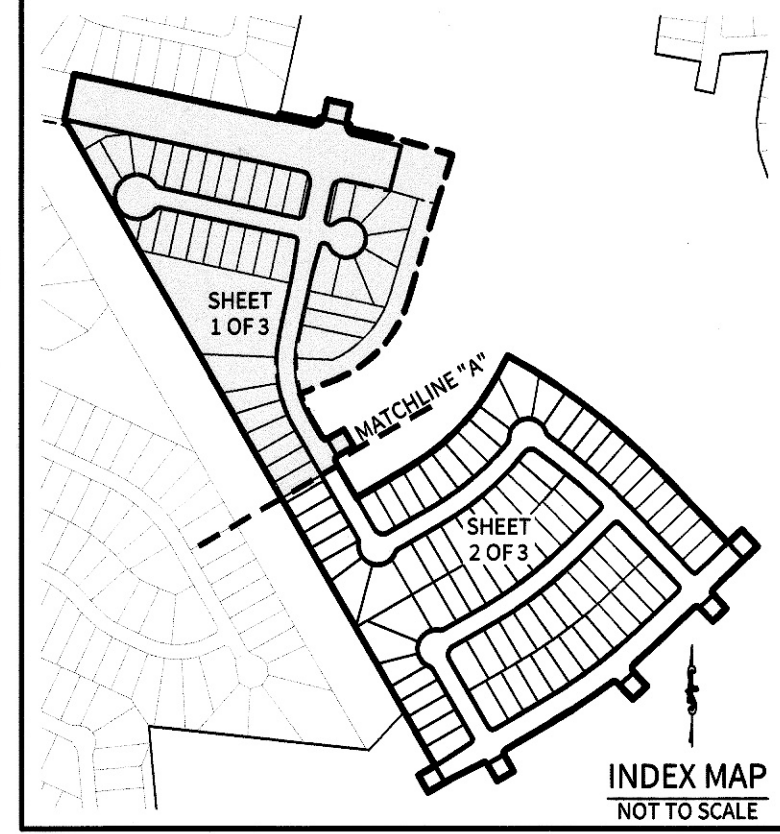 SHEET
1 OF 3
MATCHLINE "A"
SHEET
2 OF 3
INDEX MAP
NOT TO SCALE